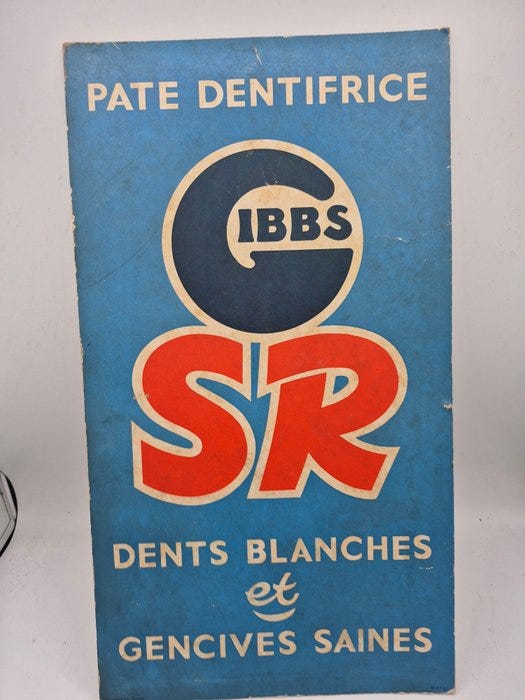 PATE DENTIFRICE
GIBBS
SR
DENTS BLANCHES
et
GENCIVES SAINES